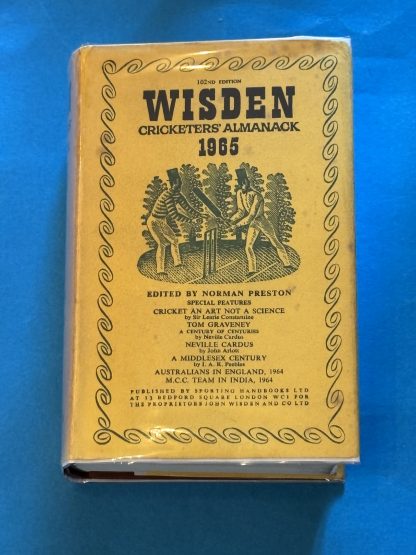 102ND EDITION
WISDEN
CRICKETERS' ALMANACK
1965
EDITED BY NORMAN PRESTON
SPECIAL FEATURES
CRICKET AN ART NOT A SCIENCE
by Sir Learie Constantine
TOM GRAVENEY
A CENTURY OF CENTURIES
by Neville Cardus
NEVILLE CARDUS
by John Arlott
A MIDDLESEX CENTURY
by I. A. R. Peebles
AUSTRALIANS IN ENGLAND, 1964
M.C.C. TEAM IN INDIA, 1964
PUBLISHED BY SPORTING HANDBOOKS LTD
AT 13 BEDFORD SQUARE LONDON WC1 FOR
THE PROPRIETORS JOHN WISDEN AND CO LTD